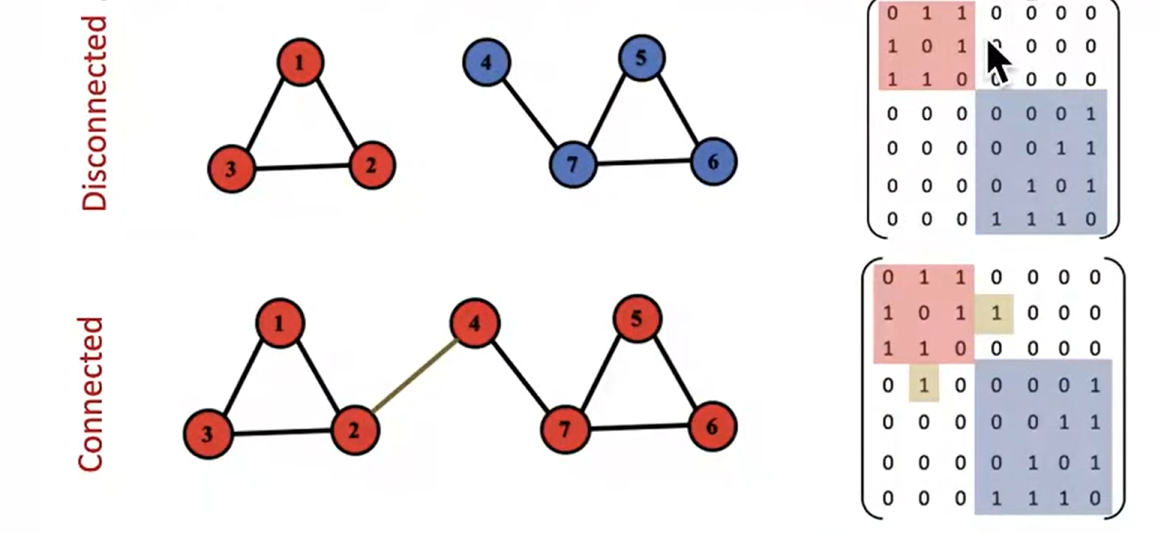 Disconnected
1
4
5
3
2
7
6
0 1 1 0 0 0 0
1 0 1 0 0 0
1 1 0 0 0 0 0
0 0 0 0 0 0 1
0 0 0 0 0 1 1
0 0 0 0 1 0 1
0 0 0 1 1 1 0
Connected
1
4
5
3
2
7
6
0 1 1 0 0 0 0
1 0 1 1 0 0 0
1 1 0 0 0 0 0
0 1 0 0 0 0 1
0 0 0 0 0 1 1
0 0 0 0 1 0 1
0 0 0 1 1 1 0